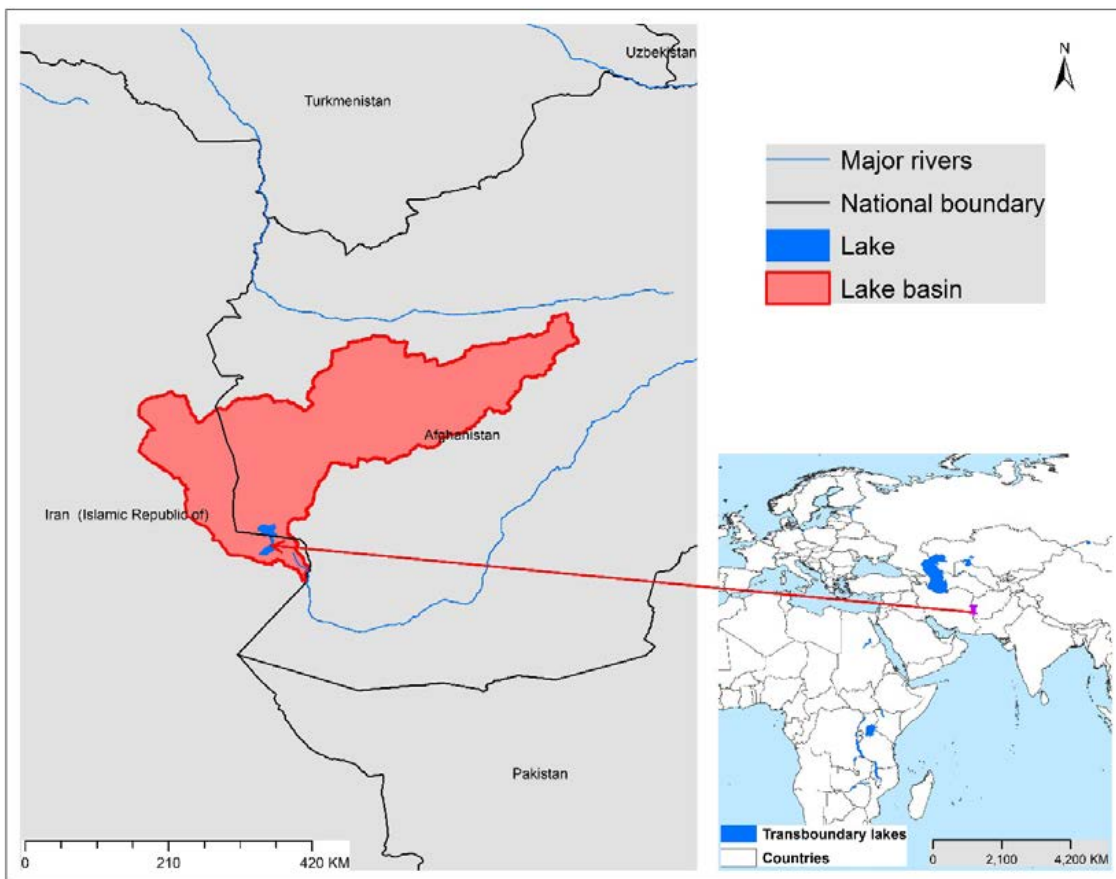 Uzbekistan
Turkmenistan
N
Major rivers
National boundary
Lake
Lake basin
Afghanistan
Iran (Islamic Republic of)
Pakistan
0 210 420 KM
Transboundary lakes
Countries
0 2,100 4,200 KM